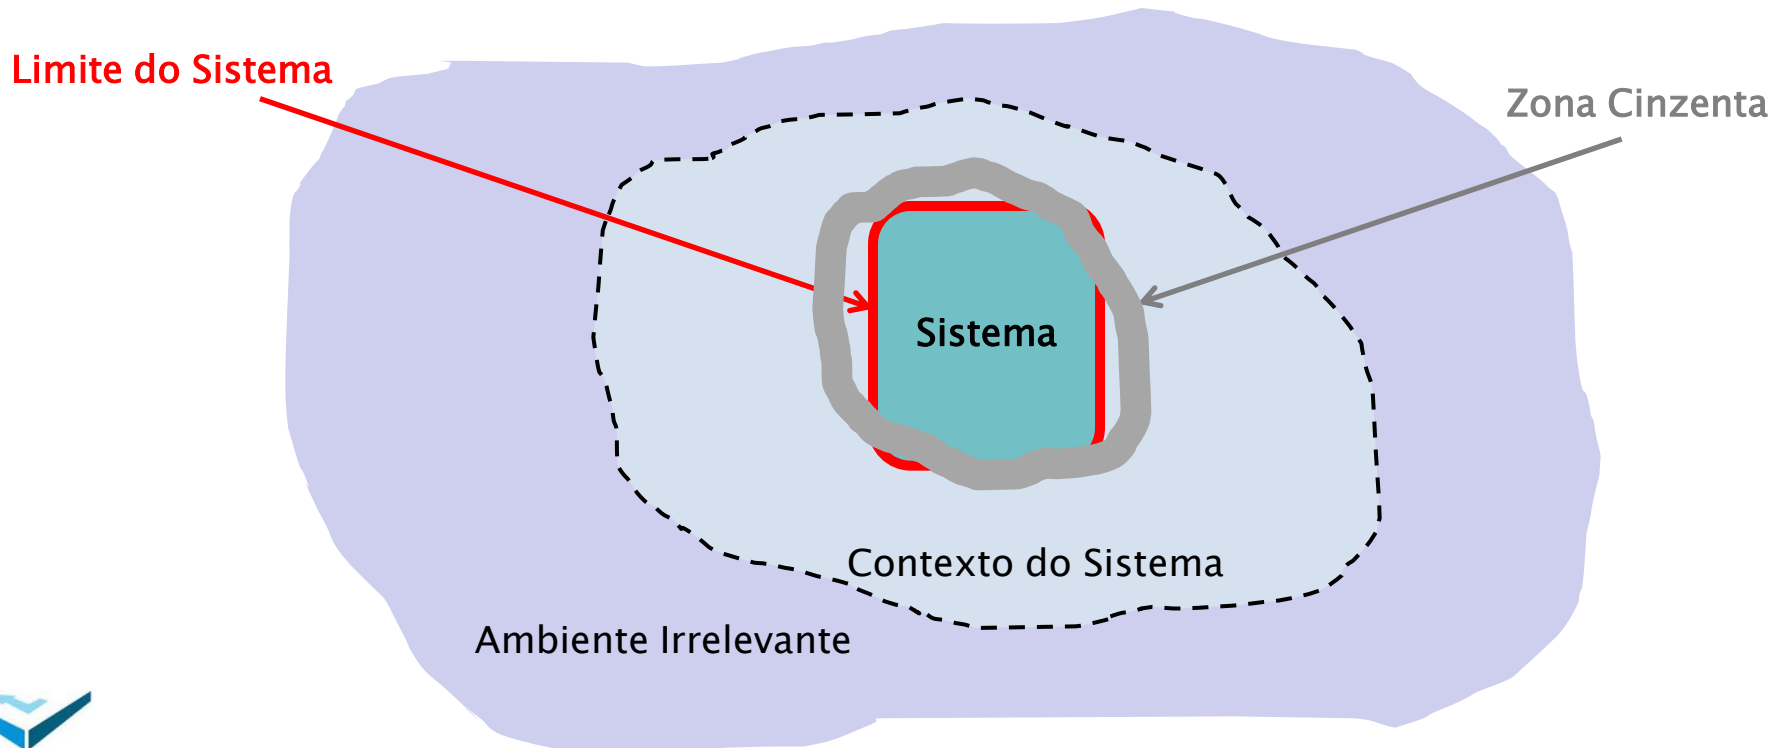 Limite do Sistema
Zona Cinzenta
Sistema
Contexto do Sistema
Ambiente Irrelevante